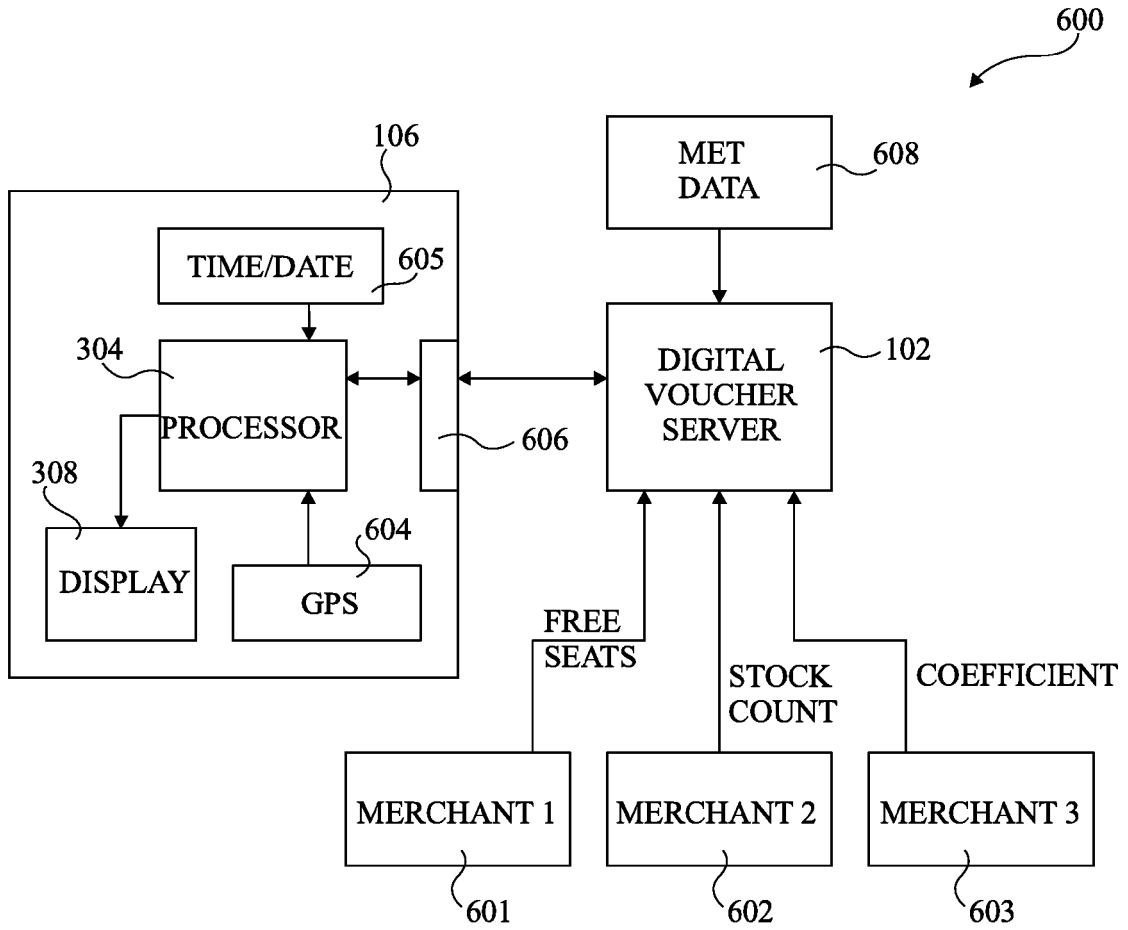 600
106
MET
DATA
608
TIME/DATE
605
304
PROCESSOR
606
DIGITAL
VOUCHER
SERVER
102
308
DISPLAY
604
GPS
FREE
SEATS
STOCK
COUNT
COEFFICIENT
MERCHANT 1
MERCHANT 2
MERCHANT 3
601
602
603